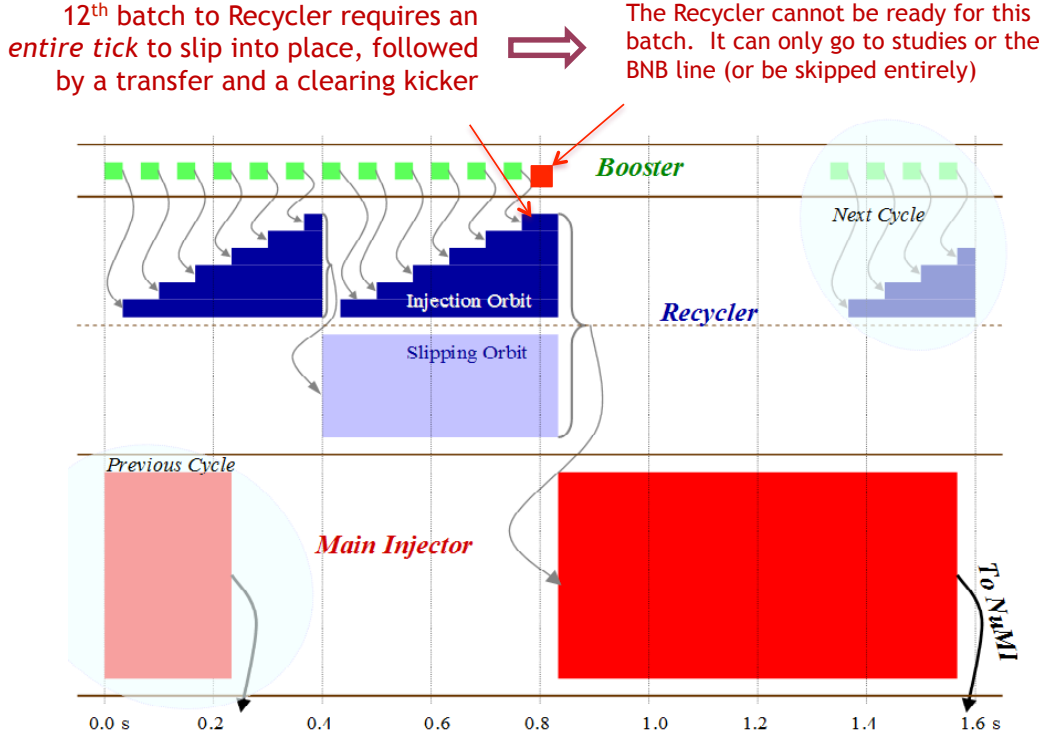 12th batch to Recycler requires an
entire tick to slip into place, followed
by a transfer and a clearing kicker
The Recycler cannot be ready for this
batch. It can only go to studies or the
BNB line (or be skipped entirely)
Booster
Next Cycle
Injection Orbit
Recycler
Slipping Orbit
Previous Cycle
Main Injector
To NuMI
0.0 s
0.2
0.4
0.6
0.8
1.0
1.2
1.4
1.6 s